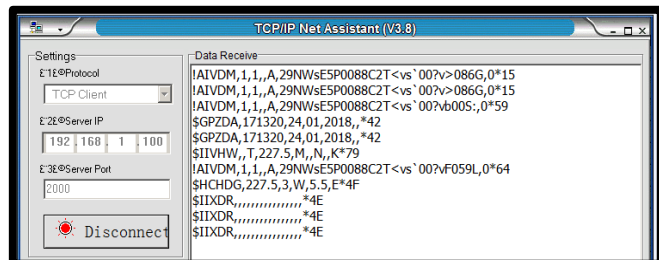 TCP/IP Net Assistant (V3.8)
Settings
£¨1£©Protocol
TCP Client
£¨2£©Server IP
192 .168 . 1 .100
£¨3£©Server Port
2000
Disconnect
Data Receive
!AIVDM,1,1,,A,29NWsE5P0088C2T<vs`00?v>086G,0*15
!AIVDM,1,1,,A,29NWsE5P0088C2T<vs`00?v>086G,0*15
!AIVDM,1,1,,A,29NWsE5P0088C2T<vs`00?vb00S:,0*59
$GPZDA,171320,24,01,2018,,*42
$GPZDA,171320,24,01,2018,,*42
$IIVHW,,T,227.5,M,,N,,K*79
!AIVDM,1,1,,A,29NWsE5P0088C2T<vs`00?vF059L,0*64
$HCHDG,227.5,3,W,5.5,E*4F
$IIXDR,,,,,,,,,,,,,,,,*4E
$IIXDR,,,,,,,,,,,,,,,,*4E
$IIXDR,,,,,,,,,,,,,,,,*4E